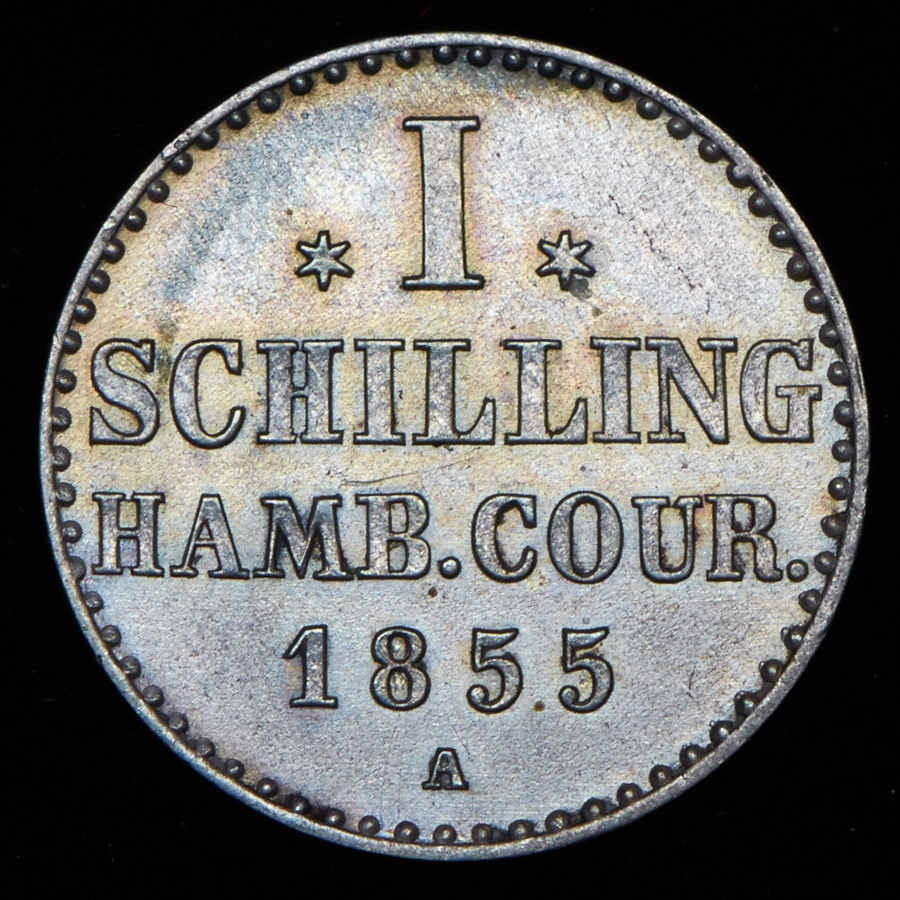 I
SCHILLING
HAMB.COUR.
1855
A